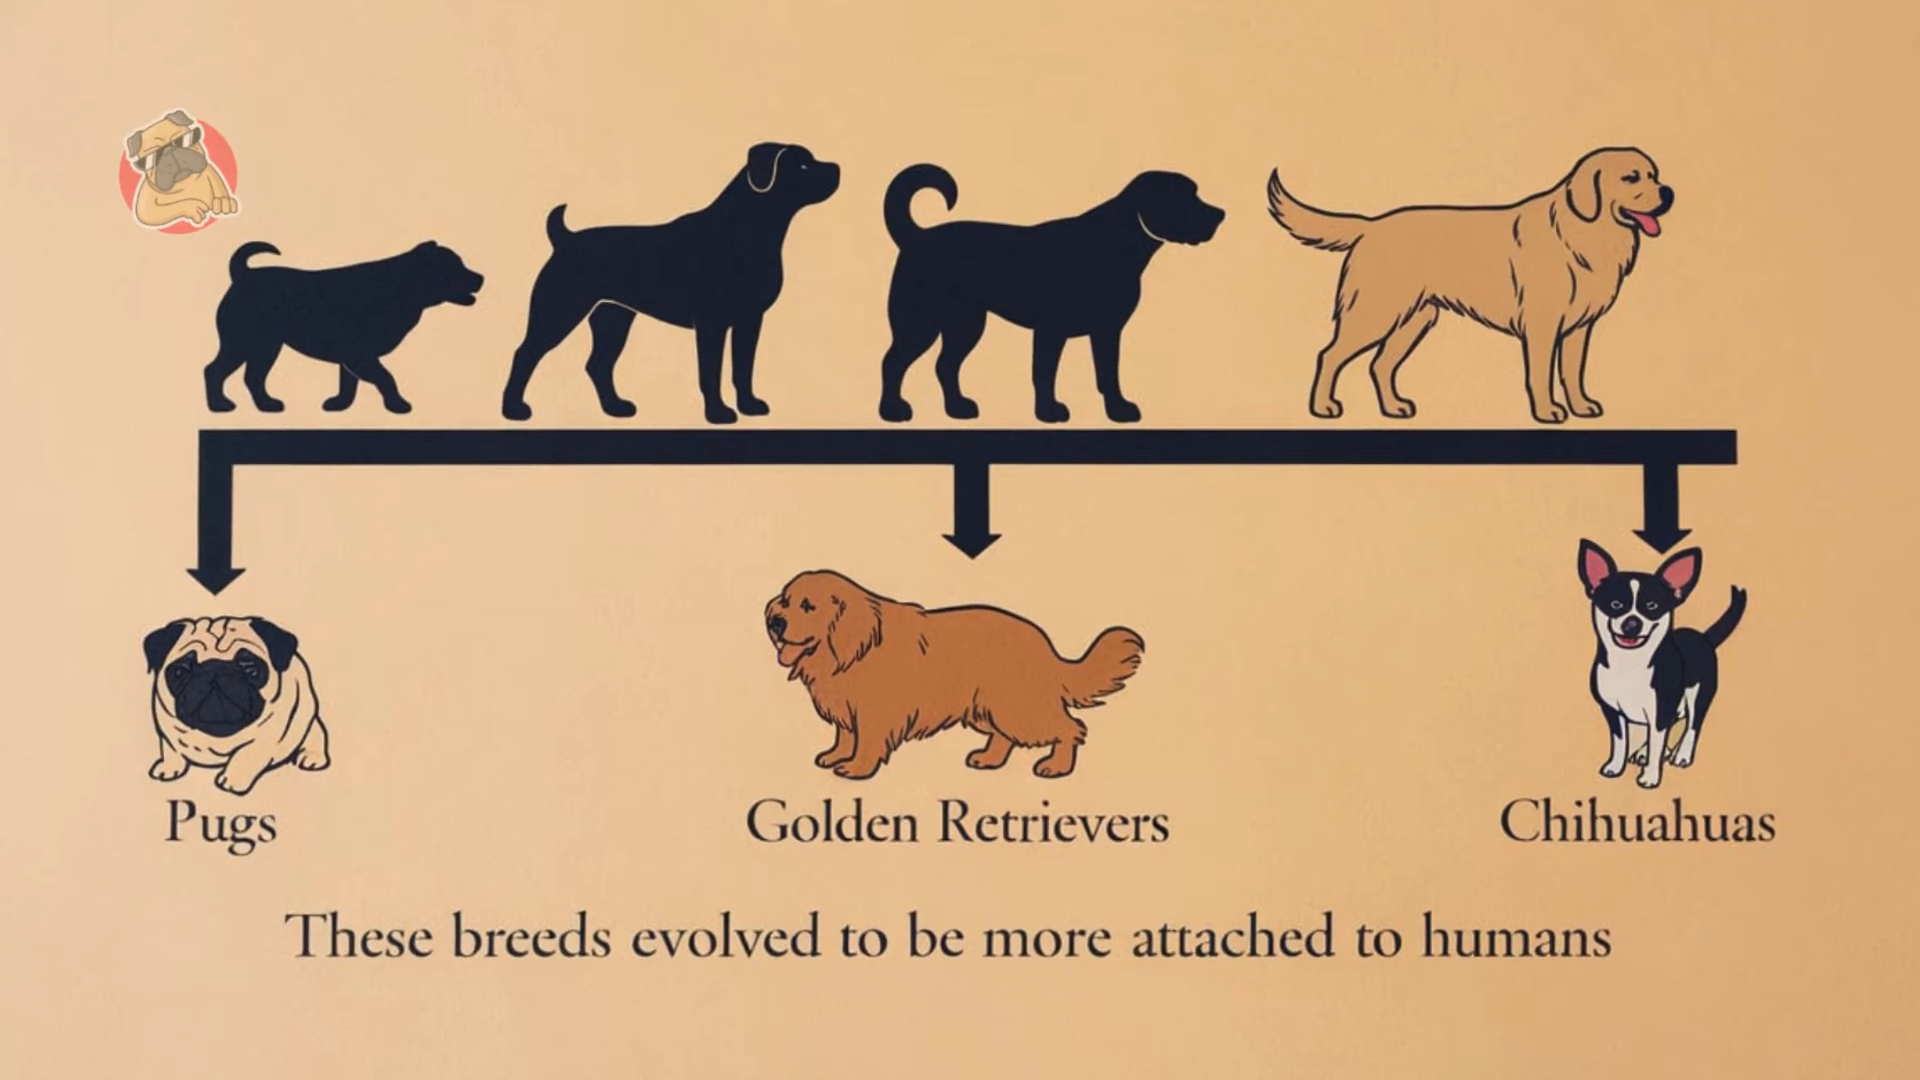 Pugs
Golden Retrievers
Chihuahuas
These breeds evolved to be more attached to humans